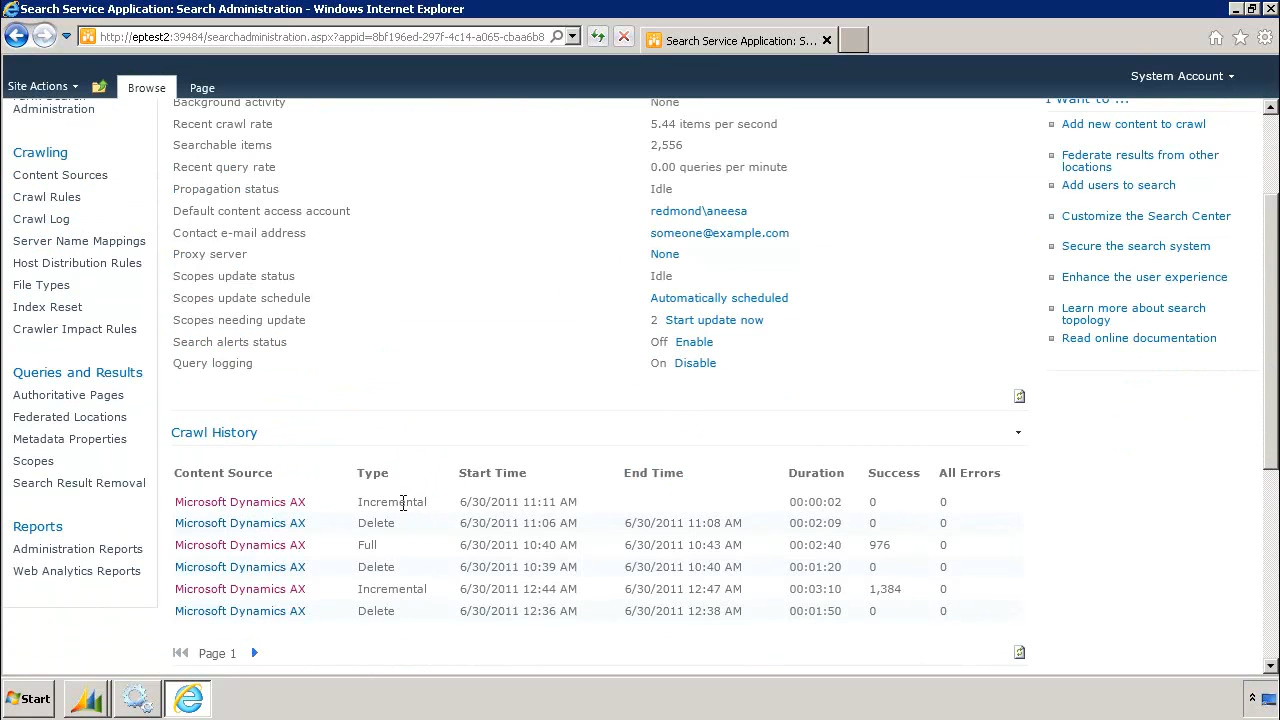 Search Service Application: Search Administration - Windows Internet Explorer
http://eptest2:39484/searchadministration.aspx?appid=8bf196ed-297f-4c14-a065-cbaa6b8
Search Service Application: S...
Site Actions
Browse
Page
System Account
Administration
Crawling
Content Sources
Crawl Rules
Crawl Log
Server Name Mappings
Host Distribution Rules
File Types
Index Reset
Crawler Impact Rules
Queries and Results
Authoritative Pages
Federated Locations
Metadata Properties
Scopes
Search Result Removal
Reports
Administration Reports
Web Analytics Reports
Background activity None
Recent crawl rate 5.44 items per second
Searchable items 2,556
Recent query rate 0.00 queries per minute
Propagation status Idle
Default content access account redmond\aneesa
Contact e-mail address someone@example.com
Proxy server None
Scopes update status Idle
Scopes update schedule Automatically scheduled
Scopes needing update 2 Start update now
Search alerts status Off Enable
Query logging On Disable
Crawl History
Content Source Type Start Time End Time Duration Success All Errors
Microsoft Dynamics AX Incremental 6/30/2011 11:11 AM 00:00:02 0 0
Microsoft Dynamics AX Delete 6/30/2011 11:06 AM 6/30/2011 11:08 AM 00:02:09 0 0
Microsoft Dynamics AX Full 6/30/2011 10:40 AM 6/30/2011 10:43 AM 00:02:40 976 0
Microsoft Dynamics AX Delete 6/30/2011 10:39 AM 6/30/2011 10:40 AM 00:01:20 0 0
Microsoft Dynamics AX Incremental 6/30/2011 12:44 AM 6/30/2011 12:47 AM 00:03:10 1,384 0
Microsoft Dynamics AX Delete 6/30/2011 12:36 AM 6/30/2011 12:38 AM 00:01:50 0 0
Page 1
I Want to ...
Add new content to crawl
Federate results from other
locations
Add users to search
Customize the Search Center
Secure the search system
Enhance the user experience
Learn more about search
topology
Read online documentation
Start